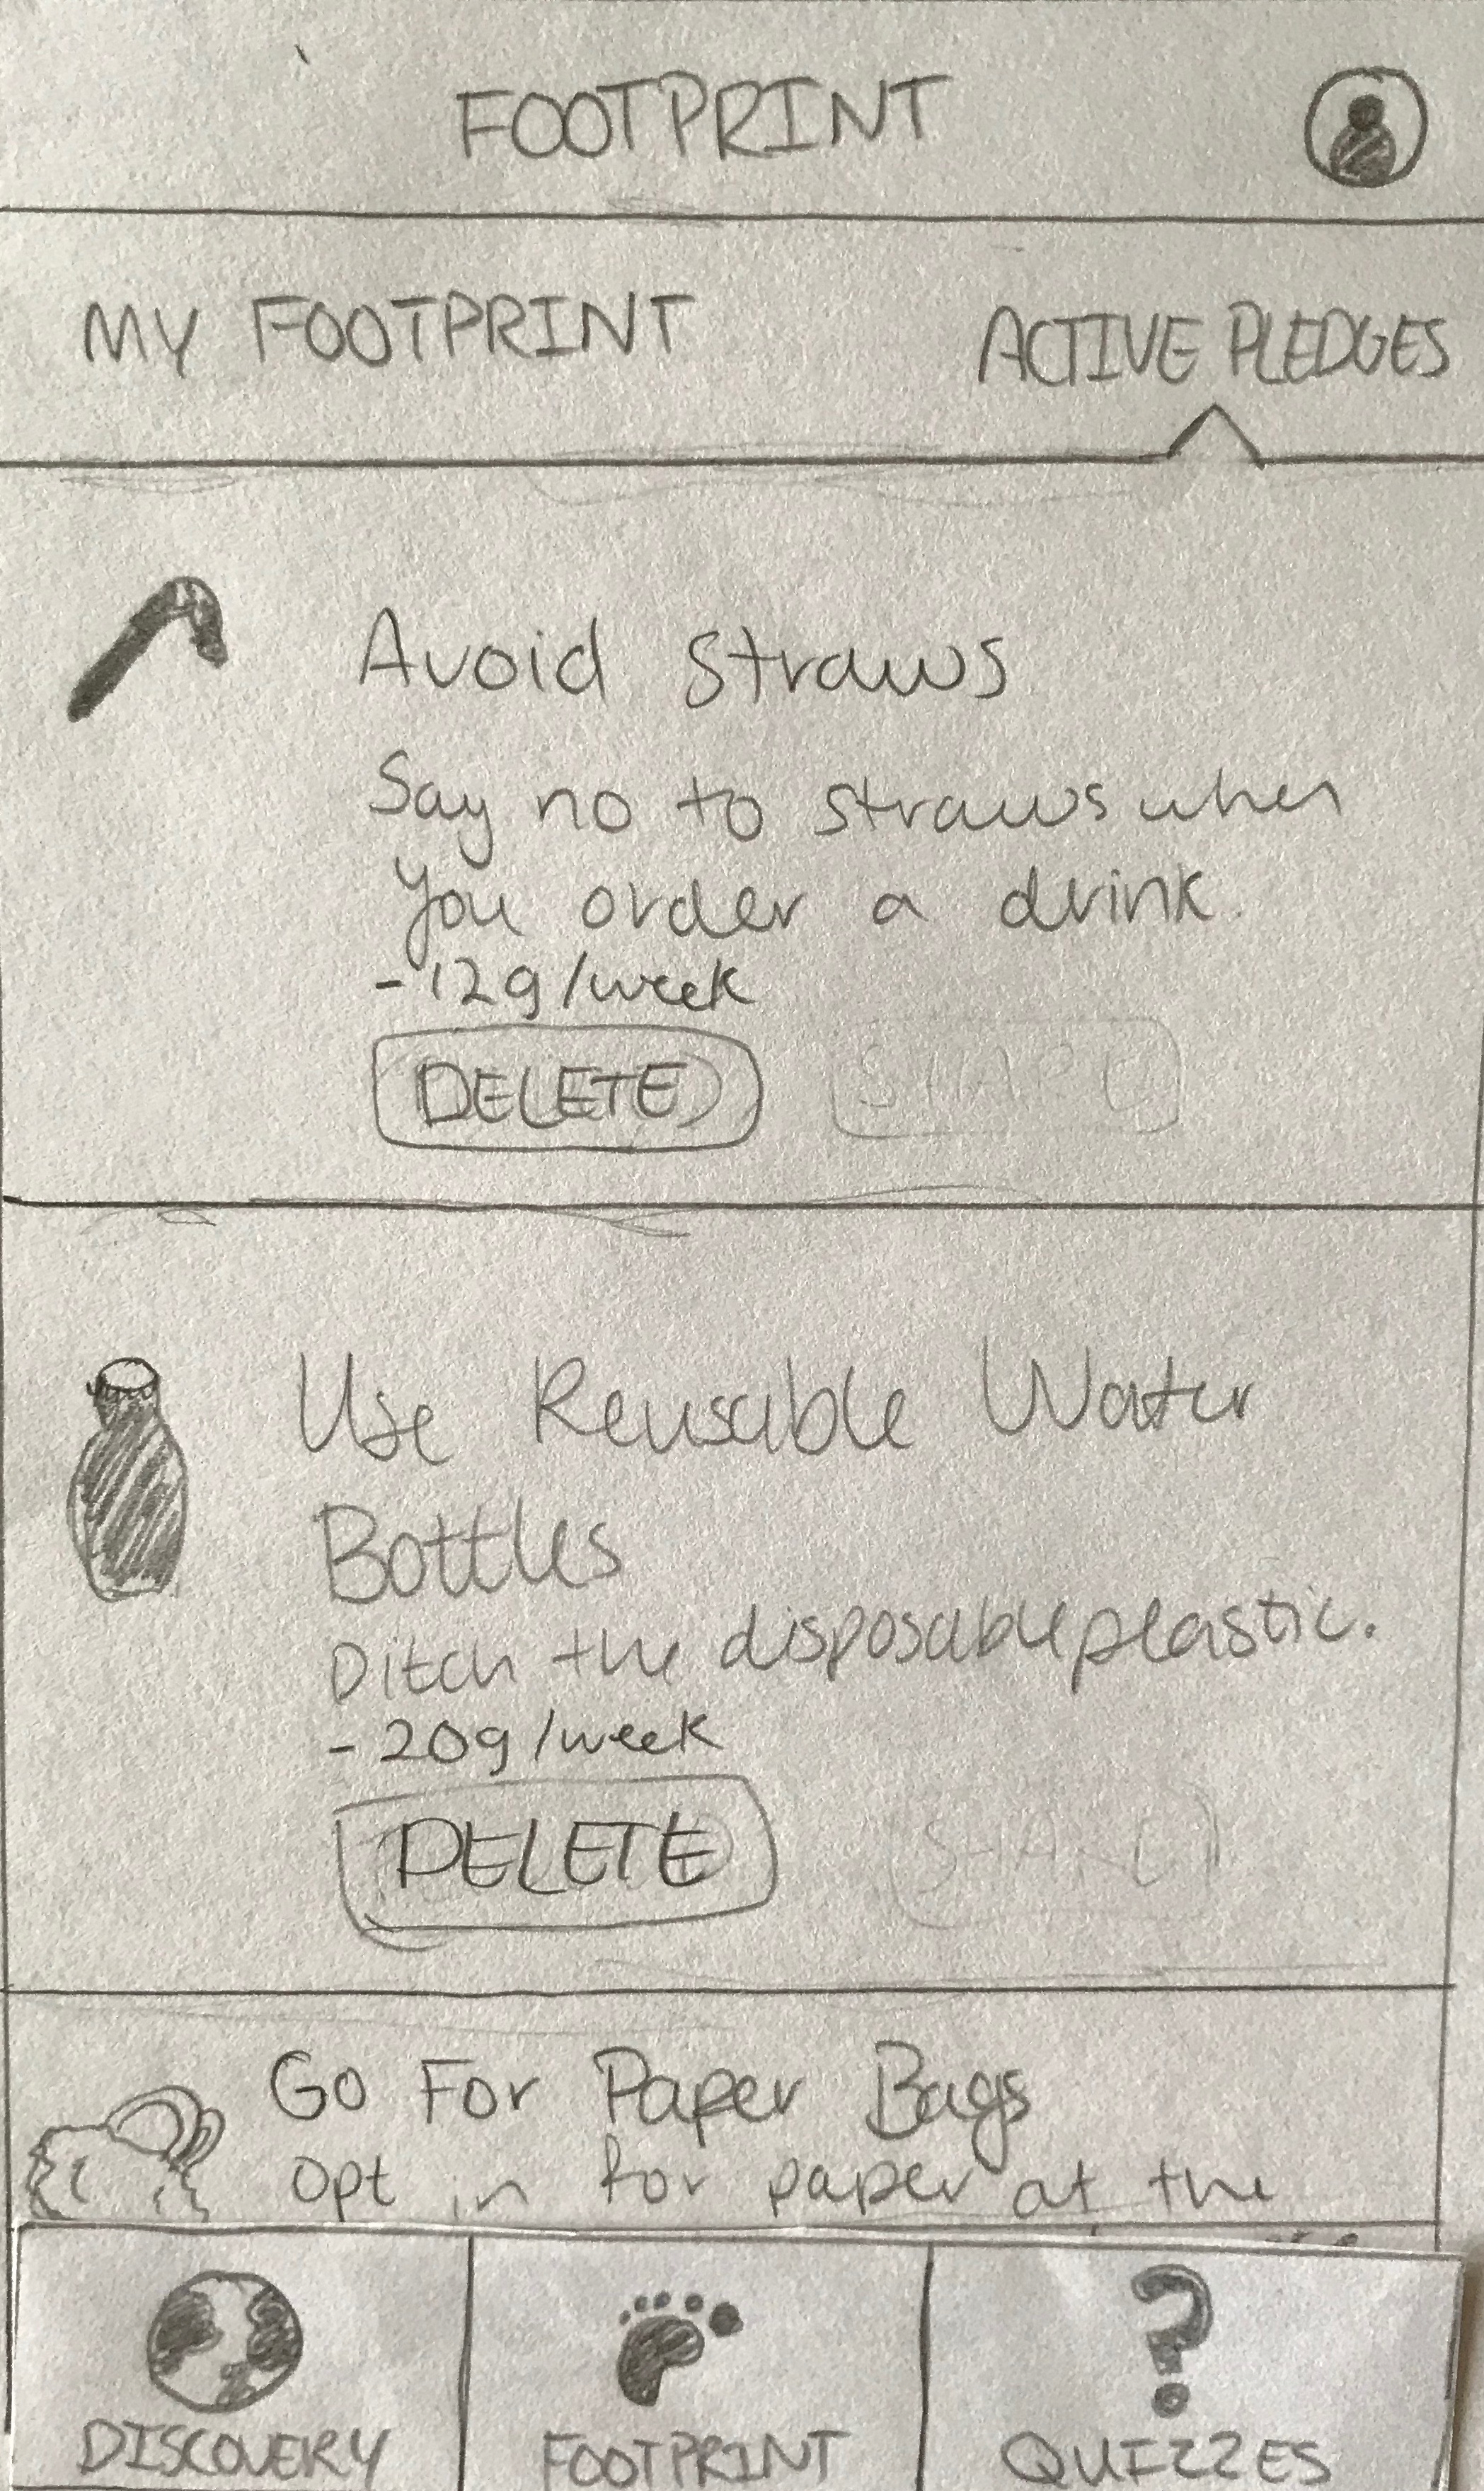 FOOTPRINT
MY FOOTPRINT
ACTIVE PLEDGES
Avoid straws
Say no to straws when
you order a drink.
-12g/week
DELETE
Use Reusable Water
Bottles
Ditch the disposable plastic.
-20g/week
DELETE
Go For Paper Bags
Opt in for paper at the
DISCOVERY
FOOTPRINT
QUIZZES